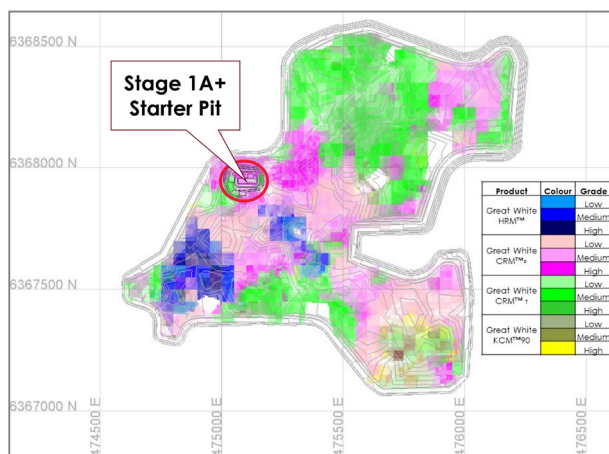 6368500 N
Stage 1A+
Starter Pit
6368000 N
Product Colour Grade
Great White
HRM™
Low
Medium
High
Great White
CRM™P
Low
Medium
High
Great White
CRM™T
Low
Medium
High
Great White
KCM™90
Low
Medium
High
6367500 N
6367000 N
474500 E
475000 E
475500 E
476000 E
476500 E